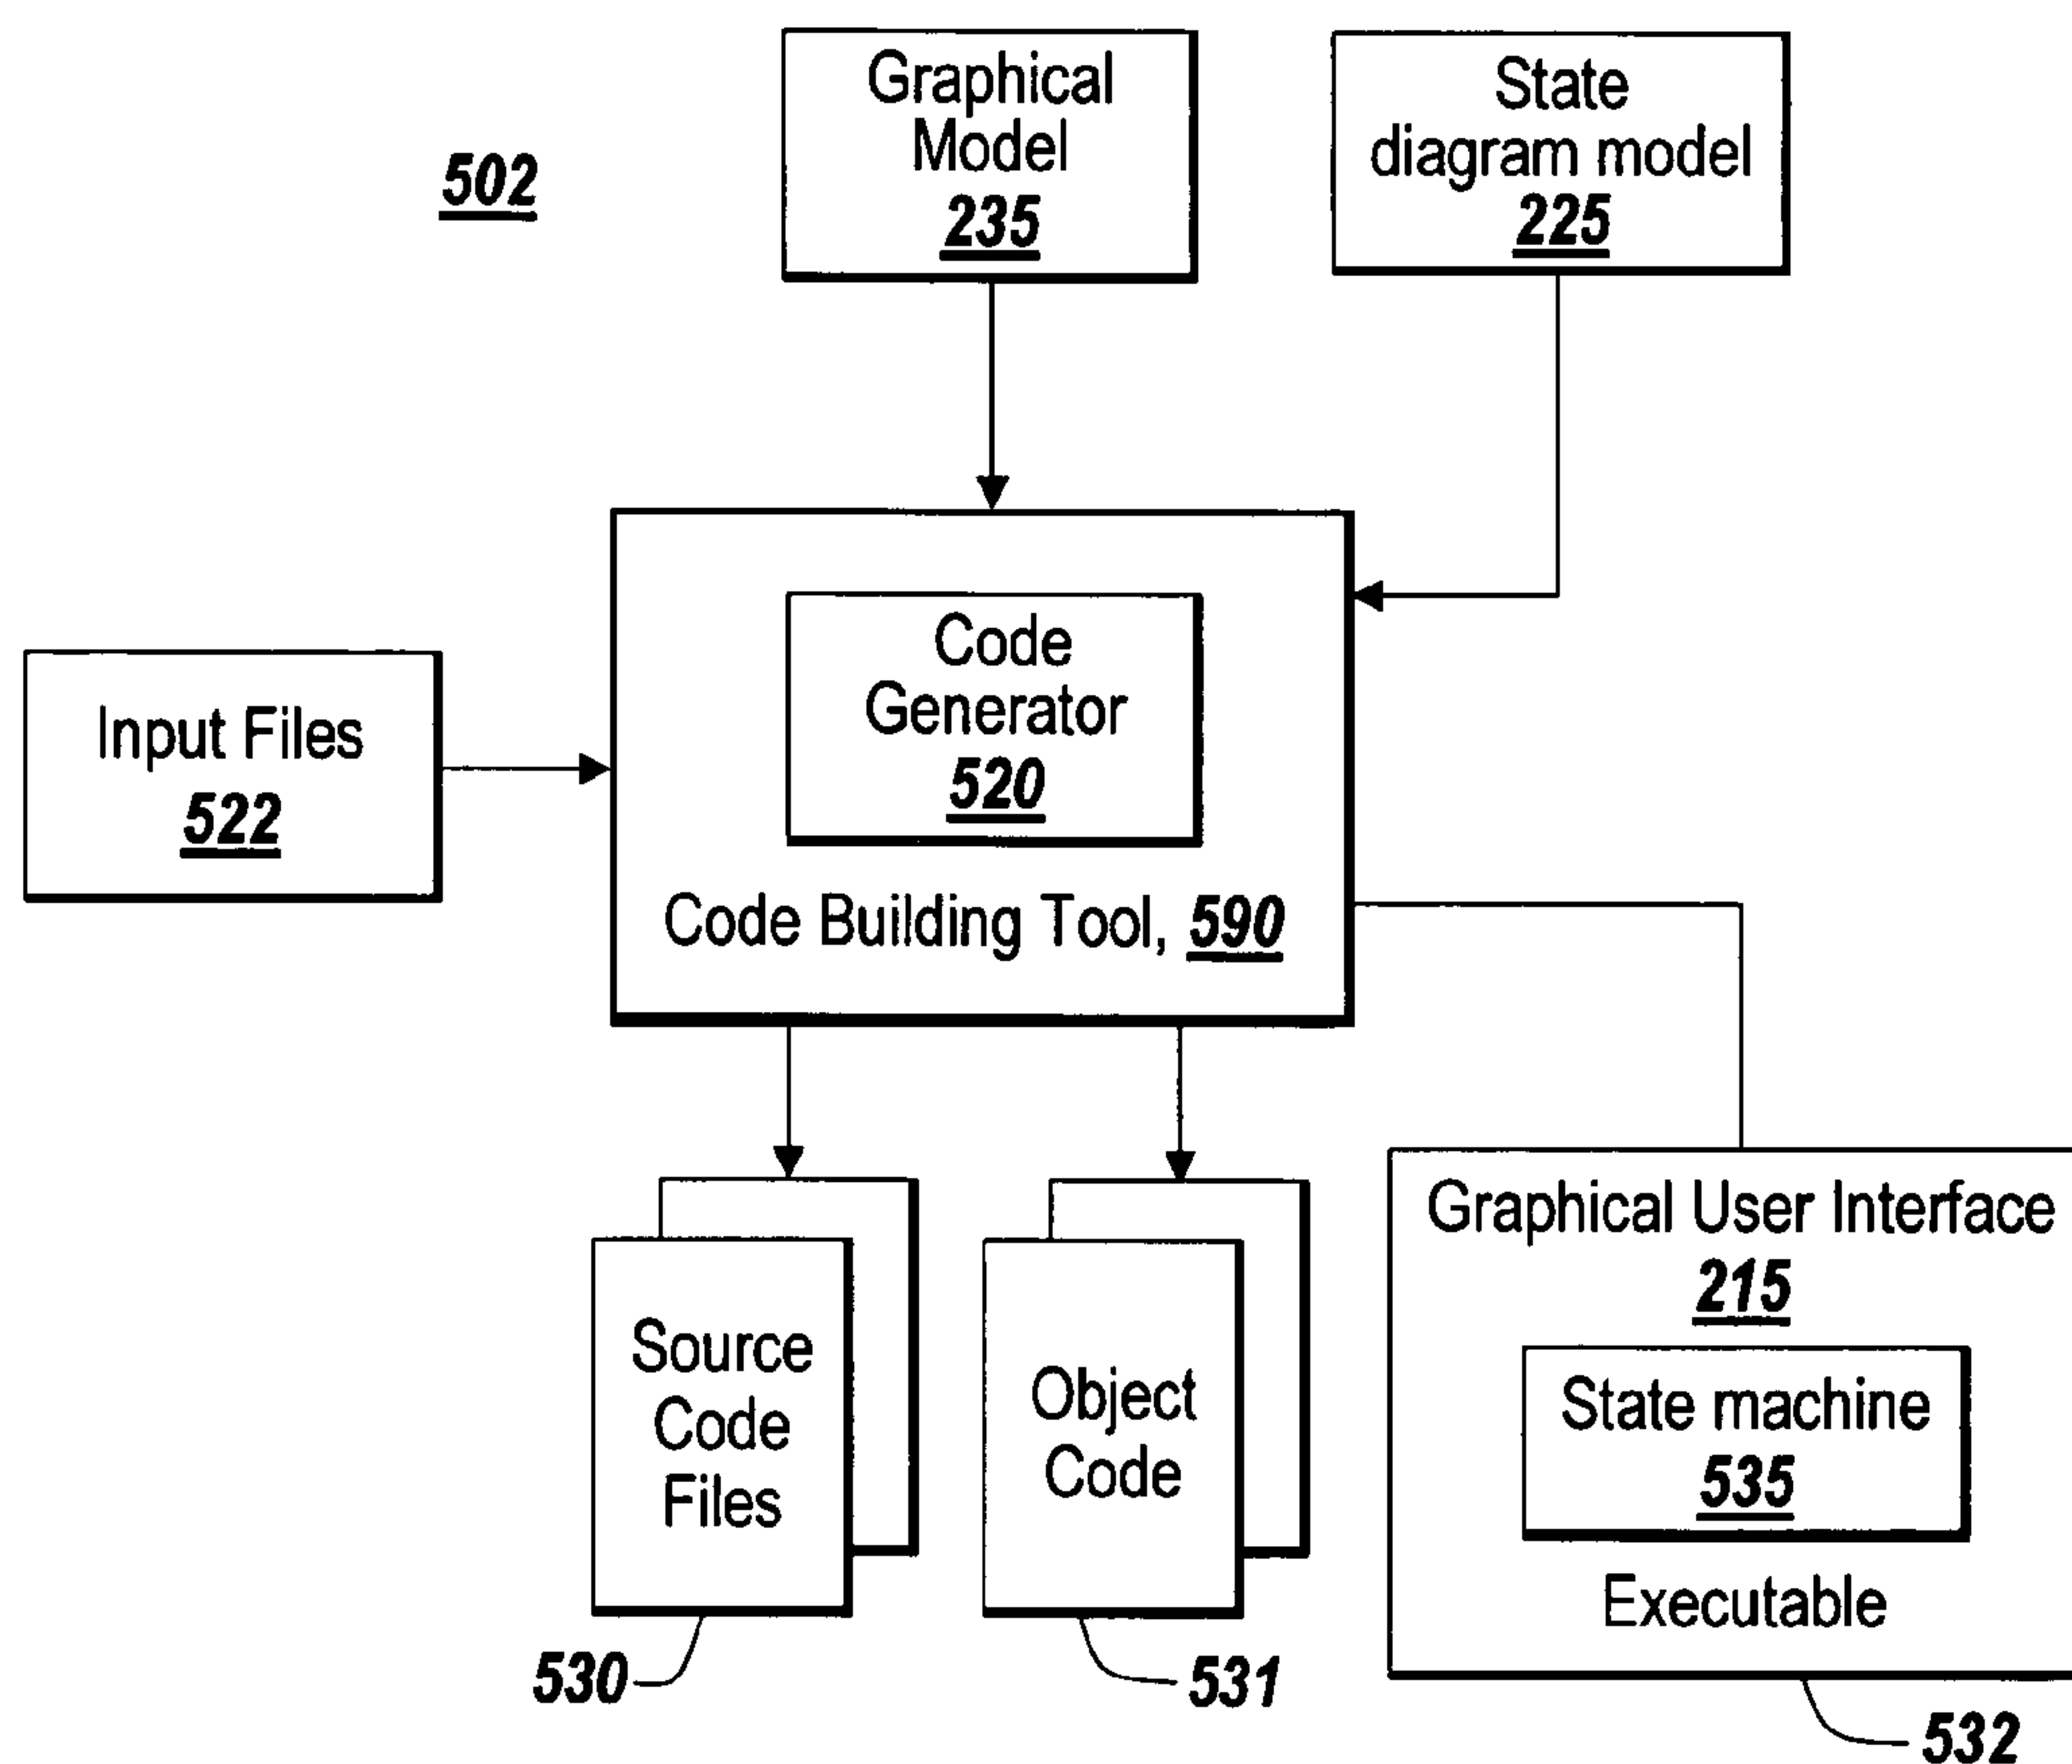 502
Graphical
Model
235
State
diagram model
225
Input Files
522
Code
Generator
520
Code Building Tool, 590
Source
Code
Files
530
Object
Code
531
Graphical User Interface
215
State machine
535
Executable
532